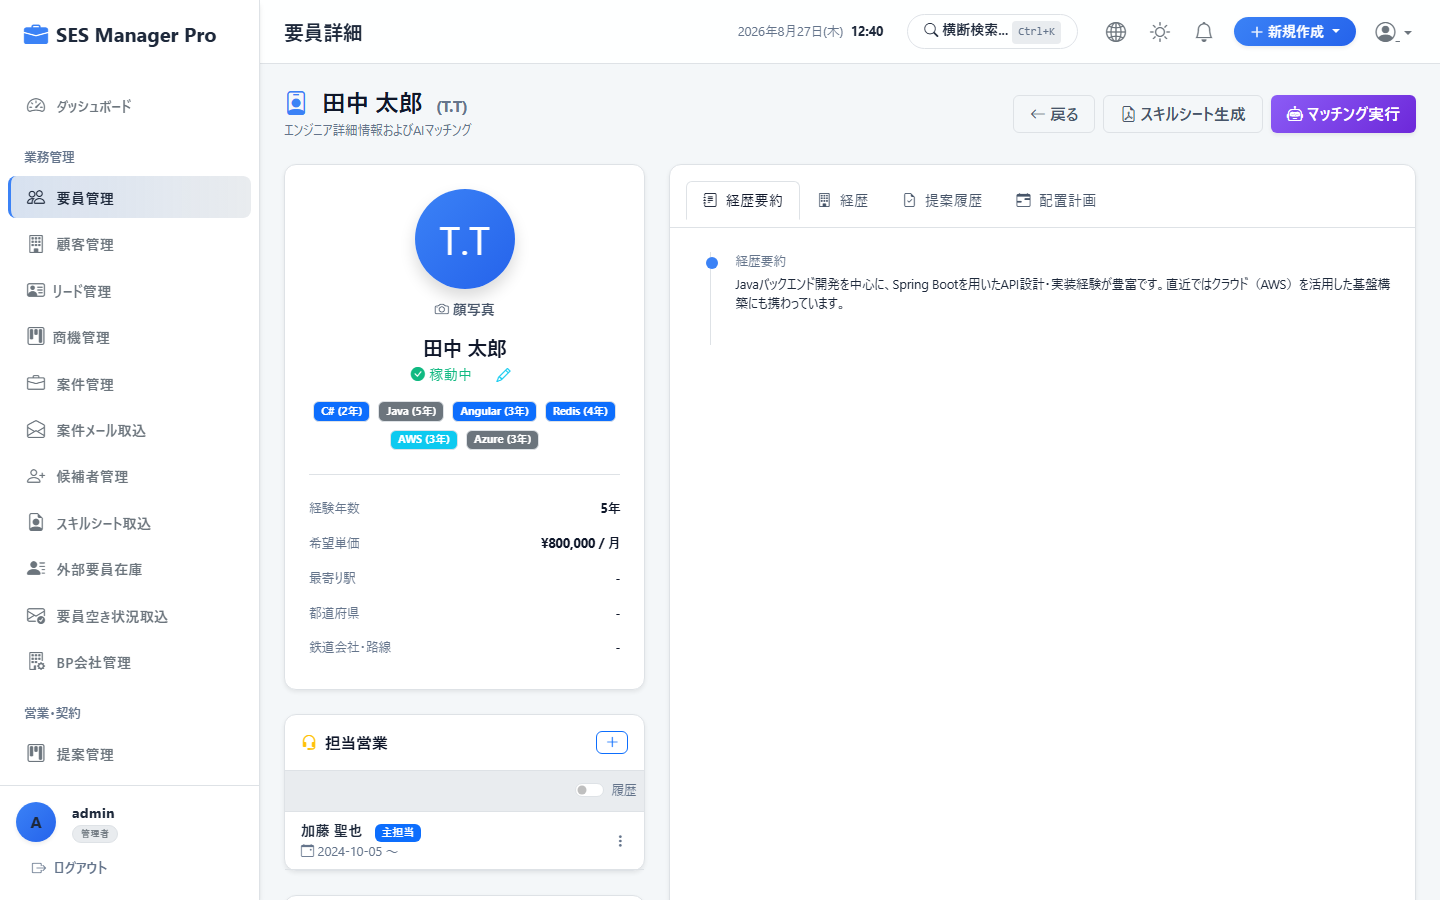 SES Manager Pro
ダッシュボード
業務管理
要員管理
顧客管理
リード管理
商機管理
案件管理
案件メール取込
候補者管理
スキルシート取込
外部要員在庫
要員空き状況取込
BP会社管理
営業・契約
提案管理
A
admin
管理者
ログアウト
要員詳細
2026年8月27日(木) 12:40
横断検索... Ctrl+K
新規作成
田中 太郎 (T.T)
エンジニア詳細情報およびAIマッチング
戻る
スキルシート生成
マッチング実行
T.T
顔写真
田中 太郎
稼動中
C# (2年) Java (5年) Angular (3年) Redis (4年)
AWS (3年) Azure (3年)
経験年数 5年
希望単価 ¥800,000 / 月
最寄り駅 -
都道府県 -
鉄道会社・路線 -
担当営業
履歴
加藤 聖也 主担当
2024-10-05 〜
経歴要約 経歴 提案履歴 配置計画
経歴要約
Javaバックエンド開発を中心に、Spring Bootを用いたAPI設計・実装経験が豊富です。直近ではクラウド（AWS）を活用した基盤構
築にも携わっています。